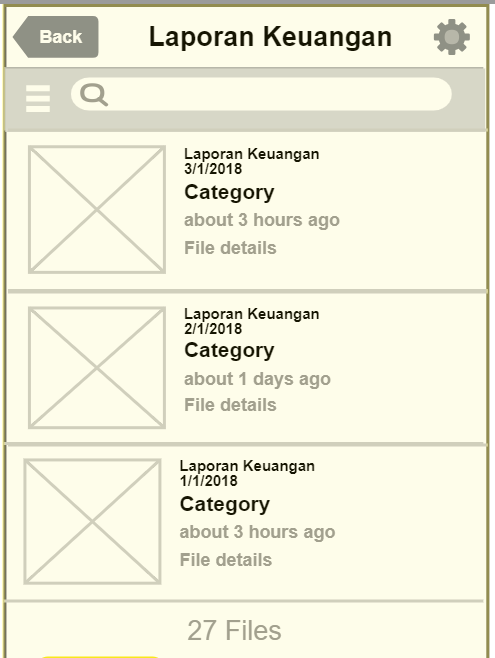 Back
Laporan Keuangan
Laporan Keuangan
3/1/2018
Category
about 3 hours ago
File details
Laporan Keuangan
2/1/2018
Category
about 1 days ago
File details
Laporan Keuangan
1/1/2018
Category
about 3 hours ago
File details
27 Files